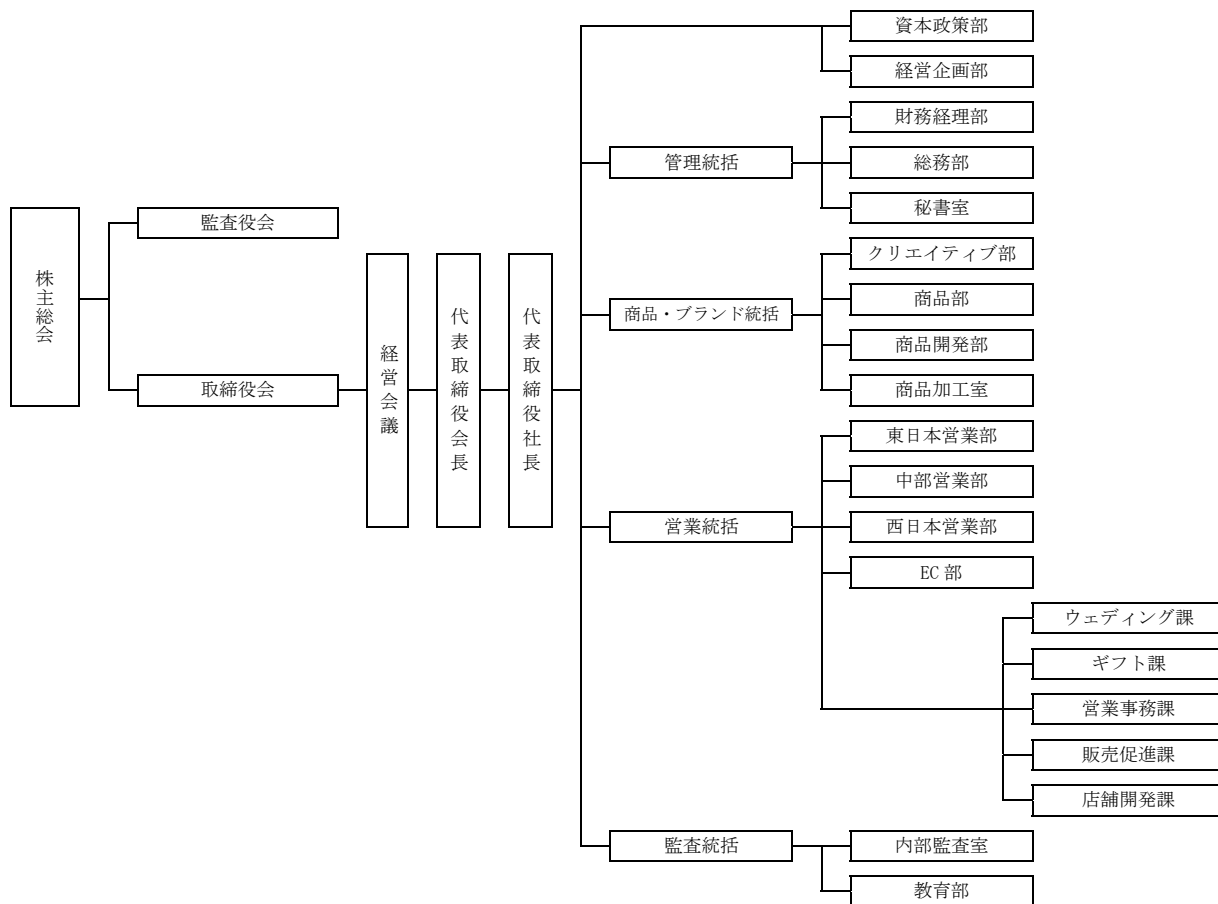 株主総会
監査役会
取締役会
経営会議
代表取締役会長
代表取締役社長
資本政策部
経営企画部
管理統括
財務経理部
総務部
秘書室
商品・ブランド統括
クリエイティブ部
商品部
商品開発部
商品加工室
営業統括
東日本営業部
中部営業部
西日本営業部
EC部
ウェディング課
ギフト課
営業事務課
販売促進課
店舗開発課
監査統括
内部監査室
教育部